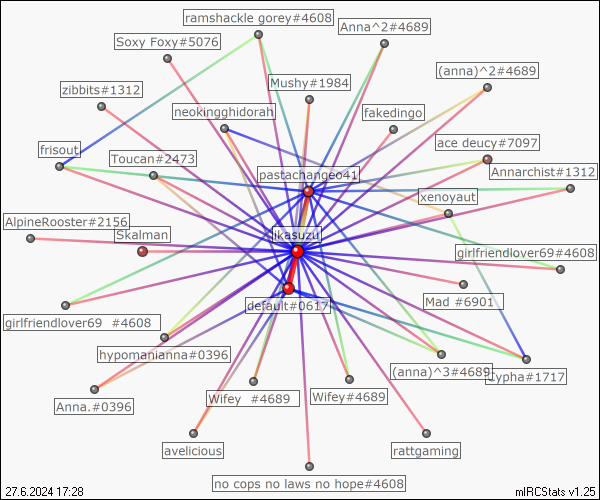 ramshackle gorey#4608
Anna^2#4689
Soxy Foxy#5076
(anna)^2#4689
Mushy#1984
zibbits#1312
neokingghidorah
fakedingo
ace deucy#7097
frisout
Toucan#2473
pastachangeo41
Annarchist#1312
xenoyaut
AlpineRooster#2156
Skalman
ikasuzu
girlfriendlover69#4608
Mad #6901
default#0617
girlfriendlover69 #4608
hypomanianna#0396
(anna)^3#4689
Cypha#1717
Wifey #4689
Wifey#4689
Anna.#0396
avelicious
rattgaming
no cops no laws no hope#4608
27.6.2024 17:28
mIRCStats v1.25